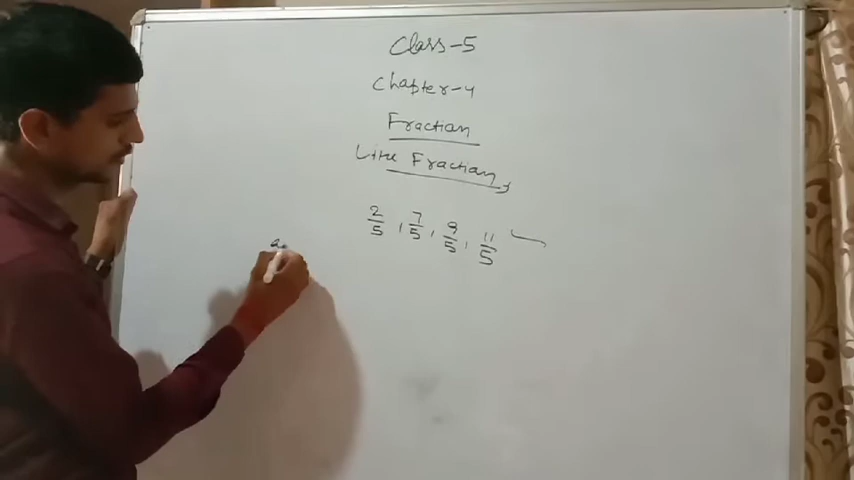 Class-5
Chapter-4
Fraction
Like Fraction
2/5, 7/5, 9/5, 11/5